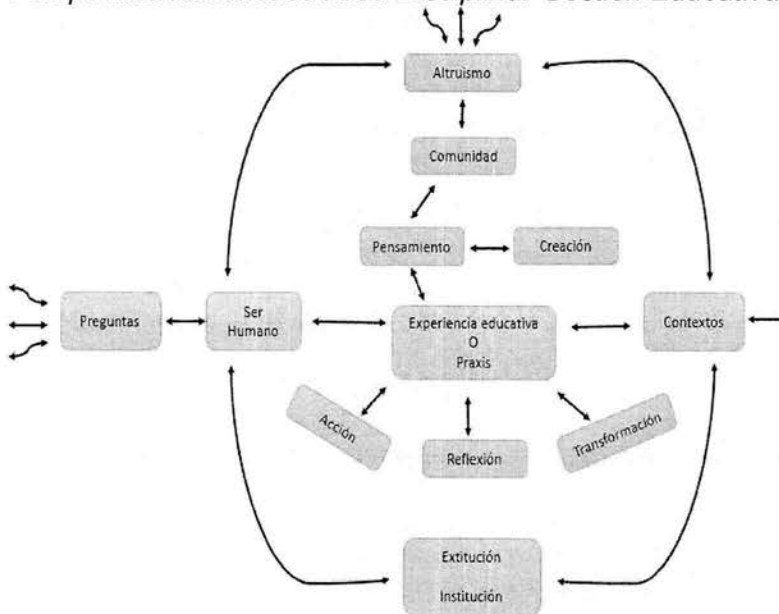 Altruismo
Comunidad
Pensamiento
Creación
Preguntas
Ser
Humano
Experiencia educativa
O
Praxis
Contextos
Acción
Reflexión
Transformación
Extitución
Institución